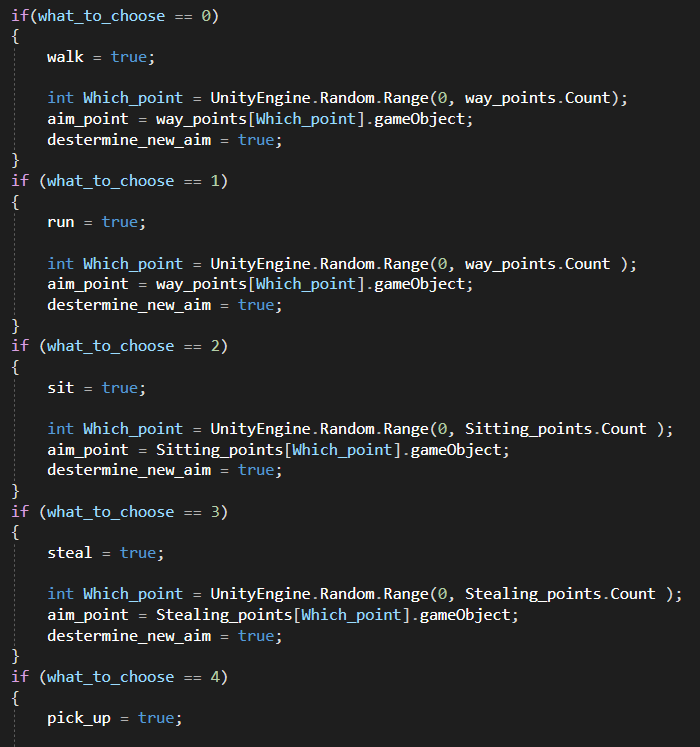 if(what_to_choose == 0)
{
walk = true;
int Which_point = UnityEngine.Random.Range(0, way_points.Count);
aim_point = way_points[Which_point].gameObject;
destermine_new_aim = true;
}
if (what_to_choose == 1)
{
run = true;
int Which_point = UnityEngine.Random.Range(0, way_points.Count );
aim_point = way_points[Which_point].gameObject;
destermine_new_aim = true;
}
if (what_to_choose == 2)
{
sit = true;
int Which_point = UnityEngine.Random.Range(0, Sitting_points.Count );
aim_point = Sitting_points[Which_point].gameObject;
destermine_new_aim = true;
}
if (what_to_choose == 3)
{
steal = true;
int Which_point = UnityEngine.Random.Range(0, Stealing_points.Count );
aim_point = Stealing_points[Which_point].gameObject;
destermine_new_aim = true;
}
if (what_to_choose == 4)
{
pick_up = true;